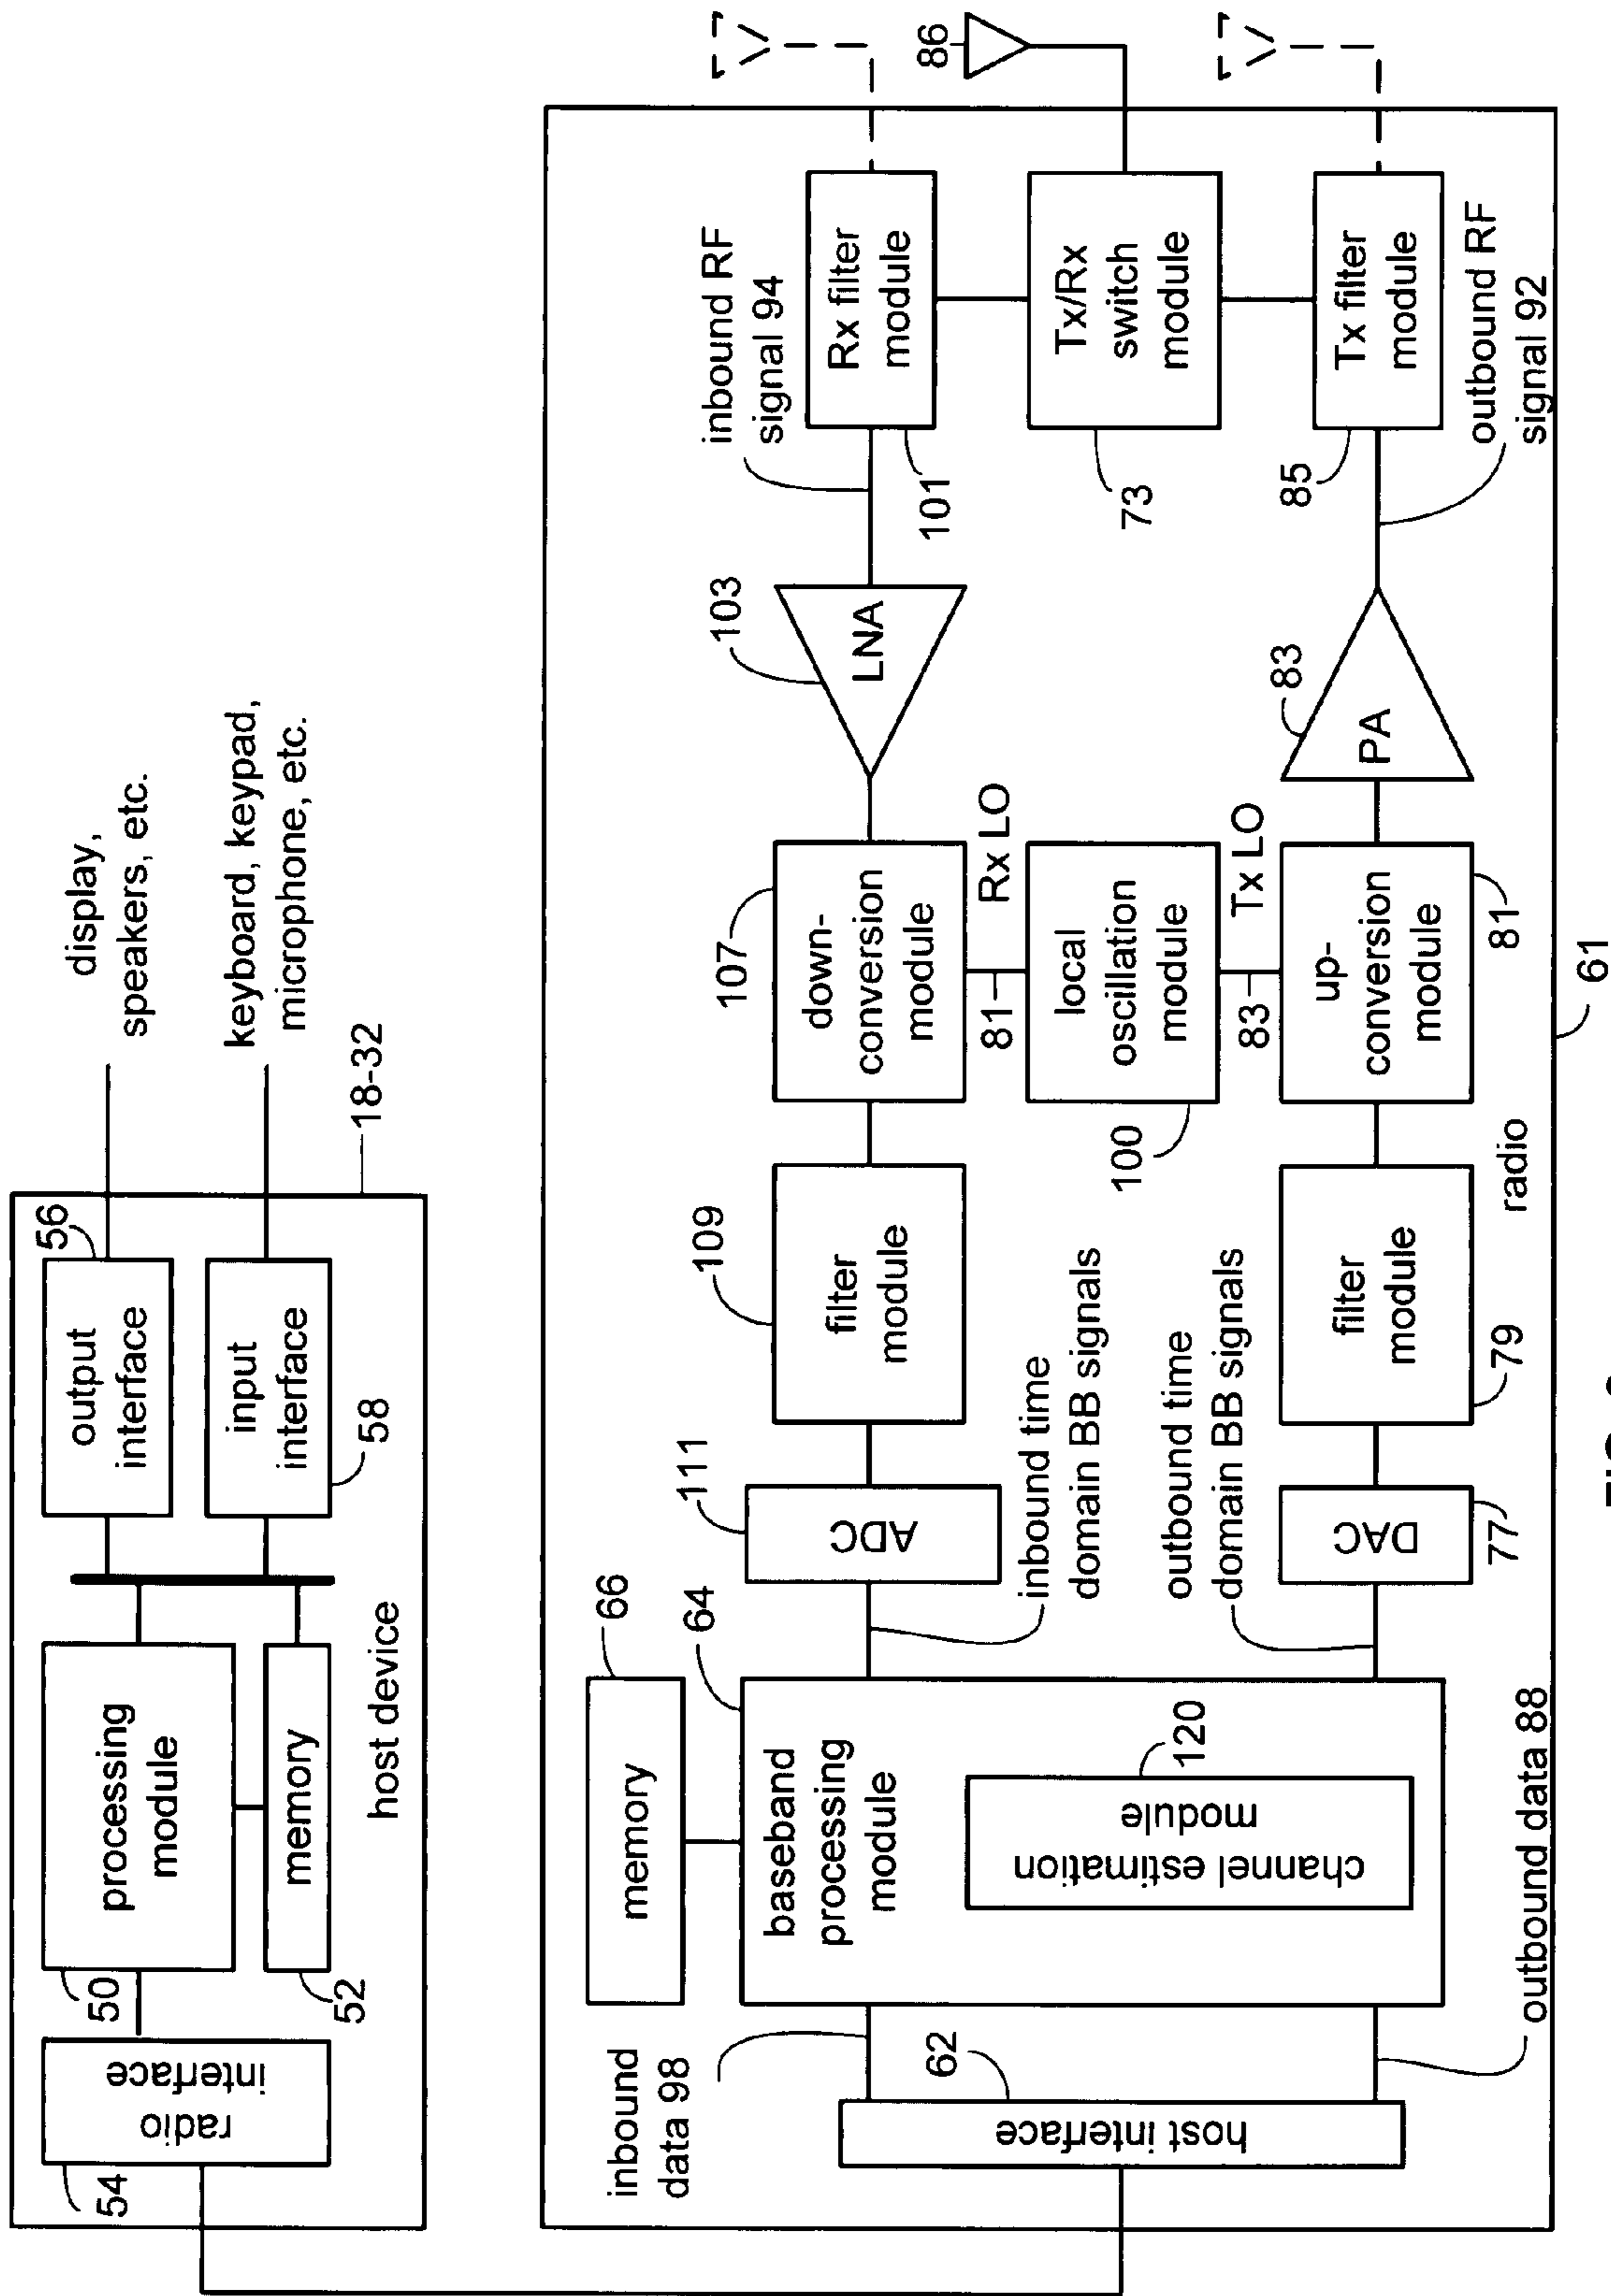 display,
speakers, etc.
keyboard, keypad,
microphone, etc.
18-32
56
output
interface
input
interface
58
processing
module
50
memory
52
host device
radio
interface
54
86
inbound RF
signal 94
Rx filter
module
101
Tx/Rx
switch
module
73
Tx filter
module
85
outbound RF
signal 92
103
LNA
83
PA
107
down-
conversion
module
81
Rx LO
local
oscillation
module
100
83
Tx LO
up-
conversion
module
81
61
radio
109
filter
module
filter
module
79
111
ADC
inbound time
domain BB signals
outbound time
domain BB signals
DAC
77
66
memory
64
baseband
processing
module
120
channel estimation
module
inbound
data 98
62
host interface
outbound data 88